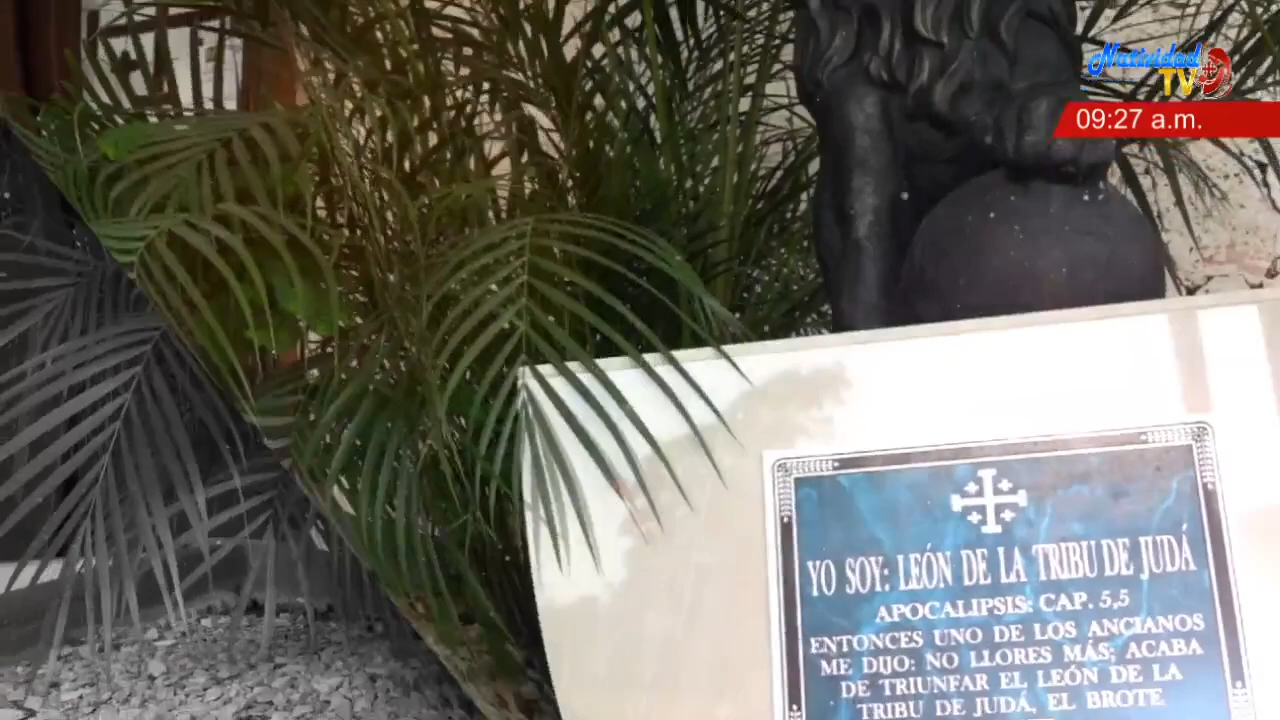 Natividad
TV
09:27 a.m.
YO SOY: LEÓN DE LA TRIBU DE JUDÁ
APOCALIPSIS: CAP. 5,5
ENTONCES UNO DE LOS ANCIANOS
ME DIJO: NO LLORES MÁS; ACABA
DE TRIUNFAR EL LEÓN DE LA
TRIBU DE JUDÁ, EL BROTE